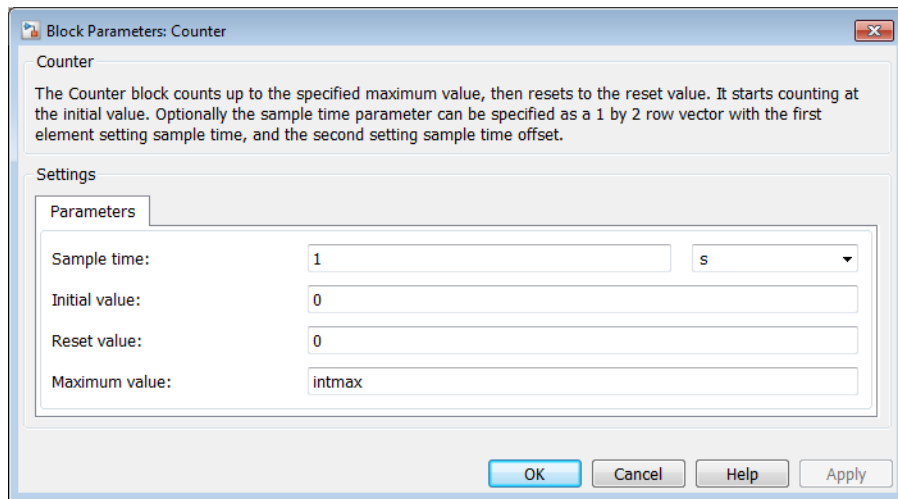 Block Parameters: Counter
Counter
The Counter block counts up to the specified maximum value, then resets to the reset value. It starts counting at
the initial value. Optionally the sample time parameter can be specified as a 1 by 2 row vector with the first
element setting sample time, and the second setting sample time offset.
Settings
Parameters
Sample time: 1 s
Initial value: 0
Reset value: 0
Maximum value: intmax
OK Cancel Help Apply